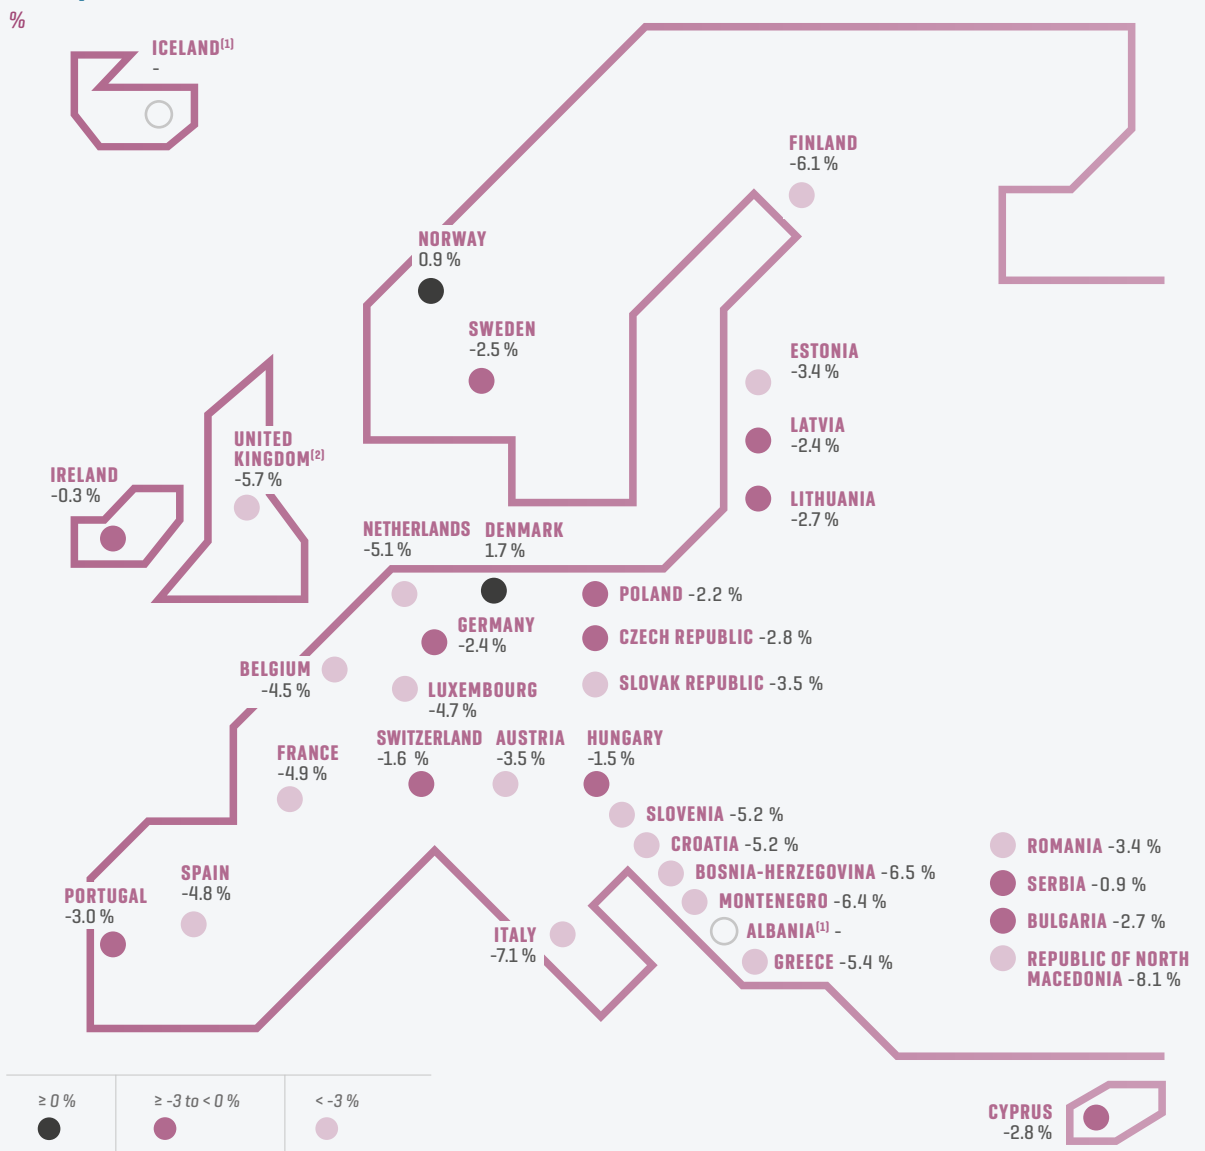 %
ICELAND(1)
-
FINLAND
-6.1 %
NORWAY
0.9 %
SWEDEN
-2.5 %
ESTONIA
-3.4 %
LATVIA
-2.4 %
LITHUANIA
-2.7 %
UNITED
KINGDOM(2)
-5.7 %
IRELAND
-0.3 %
NETHERLANDS
-5.1 %
DENMARK
1.7 %
POLAND -2.2 %
GERMANY
-2.4 %
CZECH REPUBLIC -2.8 %
BELGIUM
-4.5 %
LUXEMBOURG
-4.7 %
SLOVAK REPUBLIC -3.5 %
FRANCE
-4.9 %
SWITZERLAND
-1.6 %
AUSTRIA
-3.5 %
HUNGARY
-1.5 %
SLOVENIA -5.2 %
CROATIA -5.2 %
BOSNIA-HERZEGOVINA -6.5 %
MONTENEGRO -6.4 %
ALBANIA(1) -
GREECE -5.4 %
ROMANIA -3.4 %
SERBIA -0.9 %
BULGARIA -2.7 %
REPUBLIC OF NORTH
MACEDONIA -8.1 %
SPAIN
-4.8 %
PORTUGAL
-3.0 %
ITALY
-7.1 %
CYPRUS
-2.8 %
≥ 0 %
≥ -3 to < 0 %
< -3 %